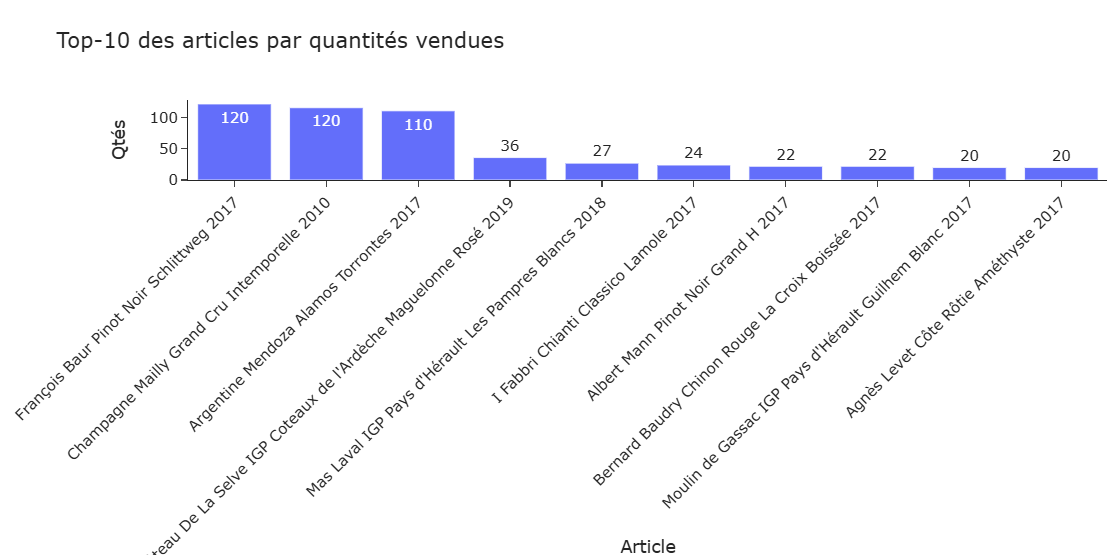 Top-10 des articles par quantités vendues
Qtés
100
50
0
120
120
110
36
27
24
22
22
20
20
François Baur Pinot Noir Schlittweg 2017
Champagne Mailly Grand Cru Intemporelle 2010
Argentine Mendoza Alamos Torrontes 2017
De La Selve IGP Coteaux de l'Ardèche Maguelonne Rosé 2019
Mas Laval IGP Pays d'Hérault Les Pampres Blancs 2018
I Fabbri Chianti Classico Lamole 2017
Albert Mann Pinot Noir Grand H 2017
Bernard Baudry Chinon Rouge La Croix Boissée 2017
Moulin de Gassac IGP Pays d'Hérault Guilhem Blanc 2017
Agnès Levet Côte Rôtie Améthyste 2017
Article